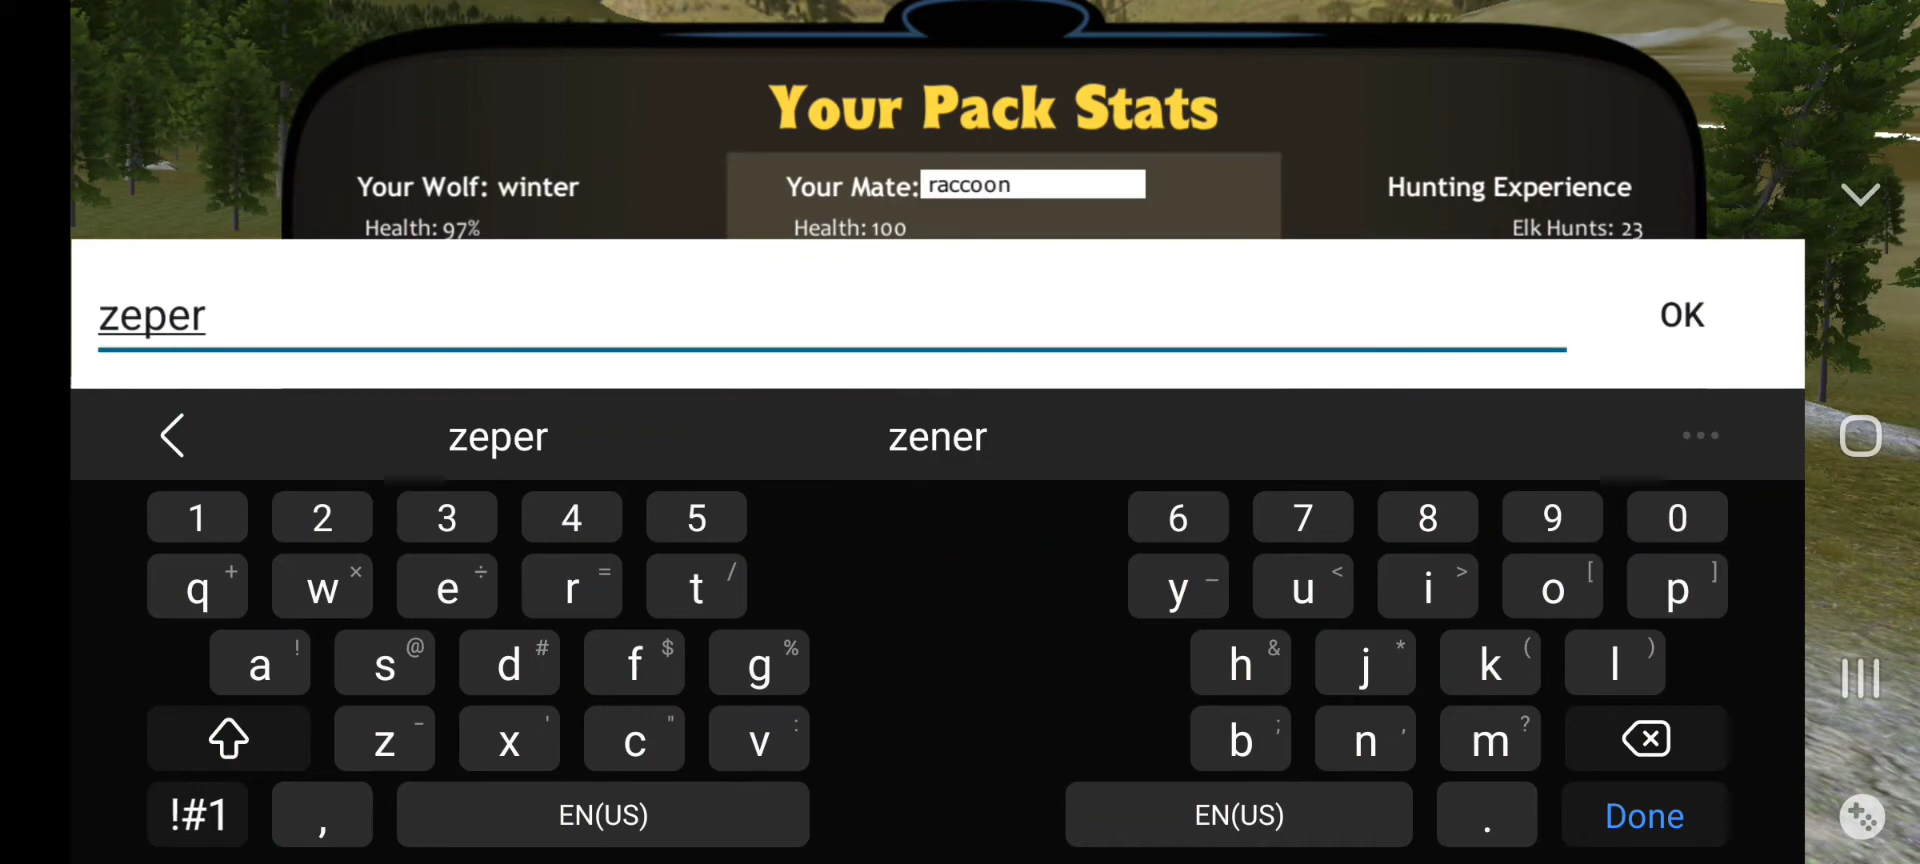 Your Pack Stats
Your Wolf: winter
Health: 97%
Your Mate: raccoon
Health: 100
Hunting Experience
Elk Hunts: 23
zeper
OK
zeper zener ...
1 2 3 4 5 6 7 8 9 0
q + w × e ÷ r = t / y _ u < i > o [ p ]
a ! s @ d # f $ g % h & j * k ( l )
z - x ' c " v : b ; n , m ?
!#1 , EN(US) EN(US) . Done